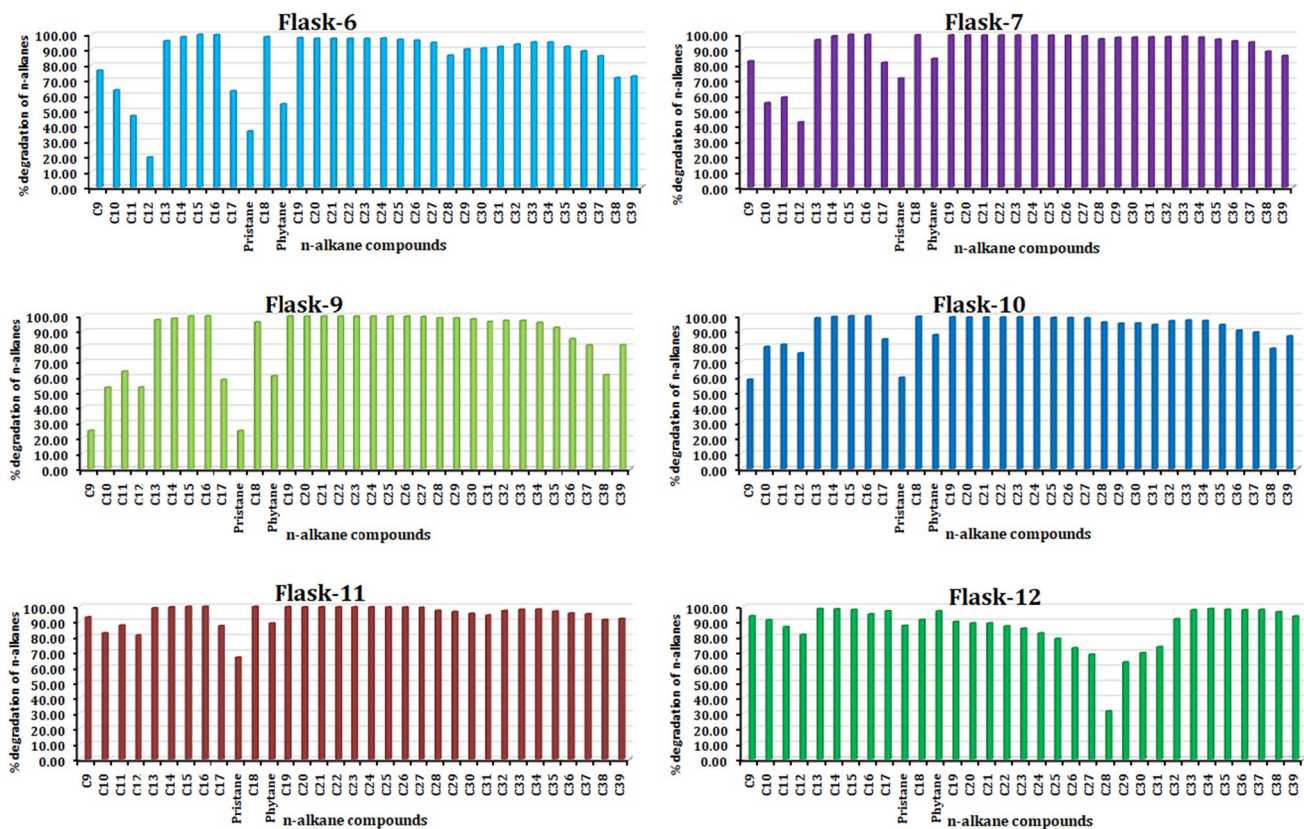 Flask-6
% degradation of n-alkanes
100.00
90.00
80.00
70.00
60.00
50.00
40.00
30.00
20.00
10.00
0.00
C9 C10 C11 C12 C13 C14 C15 C16 C17 Pristane C18 Phytane C19 C20 C21 C22 C23 C24 C25 C26 C27 C28 C29 C30 C31 C32 C33 C34 C35 C36 C37 C38 C39
n-alkane compounds
Flask-7
% degradation of n-alkanes
100.00
90.00
80.00
70.00
60.00
50.00
40.00
30.00
20.00
10.00
0.00
C9 C10 C11 C12 C13 C14 C15 C16 C17 Pristane C18 Phytane C19 C20 C21 C22 C23 C24 C25 C26 C27 C28 C29 C30 C31 C32 C33 C34 C35 C36 C37 C38 C39
n-alkane compounds
Flask-9
% degradation of n-alkanes
100.00
90.00
80.00
70.00
60.00
50.00
40.00
30.00
20.00
10.00
0.00
C9 C10 C11 C12 C13 C14 C15 C16 C17 Pristane C18 Phytane C19 C20 C21 C22 C23 C24 C25 C26 C27 C28 C29 C30 C31 C32 C33 C34 C35 C36 C37 C38 C39
n-alkane compounds
Flask-10
% degradation of n-alkanes
100.00
90.00
80.00
70.00
60.00
50.00
40.00
30.00
20.00
10.00
0.00
C9 C10 C11 C12 C13 C14 C15 C16 C17 Pristane C18 Phytane C19 C20 C21 C22 C23 C24 C25 C26 C27 C28 C29 C30 C31 C32 C33 C34 C35 C36 C37 C38 C39
n-alkane compounds
Flask-11
% degradation of n-alkanes
100.00
90.00
80.00
70.00
60.00
50.00
40.00
30.00
20.00
10.00
0.00
C9 C10 C11 C12 C13 C14 C15 C16 C17 Pristane C18 Phytane C19 C20 C21 C22 C23 C24 C25 C26 C27 C28 C29 C30 C31 C32 C33 C34 C35 C36 C37 C38 C39
n-alkane compounds
Flask-12
% degradation of n-alkanes
100.00
90.00
80.00
70.00
60.00
50.00
40.00
30.00
20.00
10.00
0.00
C9 C10 C11 C12 C13 C14 C15 C16 C17 Pristane C18 Phytane C19 C20 C21 C22 C23 C24 C25 C26 C27 C28 C29 C30 C31 C32 C33 C34 C35 C36 C37 C38 C39
n-alkane compounds